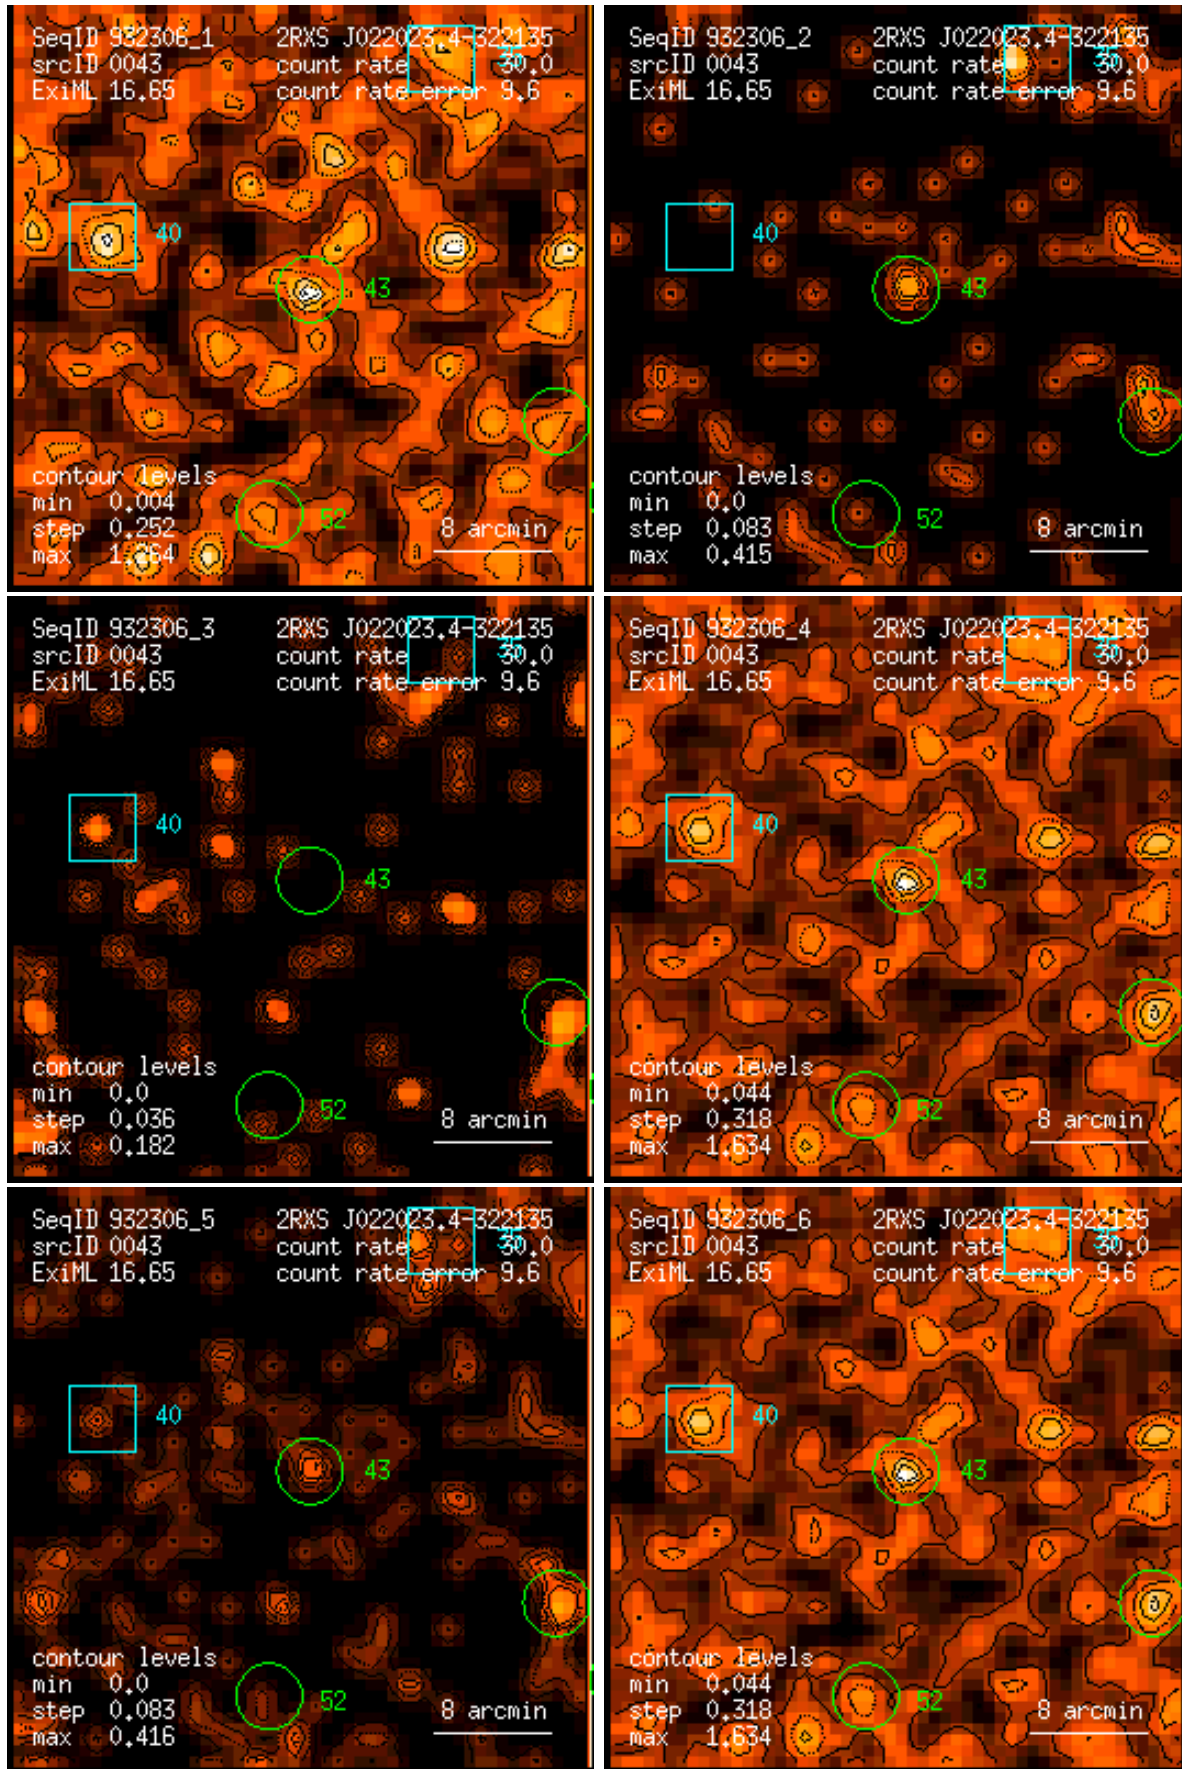 SeqID 932306_1 2RXS J022023.4-322135
srcID 0043 count rate 30.0
ExiML 16.65 count rate error 9.6
40
43
contour levels
min 0.004
step 0.252
max 1.264
52
8 arcmin
SeqID 932306_2 2RXS J022023.4-322135
srcID 0043 count rate 30.0
ExiML 16.65 count rate error 9.6
40
43
contour levels
min 0.0
step 0.083
max 0.415
52
8 arcmin
SeqID 932306_3 2RXS J022023.4-322135
srcID 0043 count rate 30.0
ExiML 16.65 count rate error 9.6
40
43
contour levels
min 0.0
step 0.036
max 0.182
52
8 arcmin
SeqID 932306_4 2RXS J022023.4-322135
srcID 0043 count rate 30.0
ExiML 16.65 count rate error 9.6
40
43
contour levels
min 0.044
step 0.318
max 1.634
52
8 arcmin
SeqID 932306_5 2RXS J022023.4-322135
srcID 0043 count rate 30.0
ExiML 16.65 count rate error 9.6
40
43
contour levels
min 0.0
step 0.083
max 0.416
52
8 arcmin
SeqID 932306_6 2RXS J022023.4-322135
srcID 0043 count rate 30.0
ExiML 16.65 count rate error 9.6
40
43
contour levels
min 0.044
step 0.318
max 1.634
52
8 arcmin